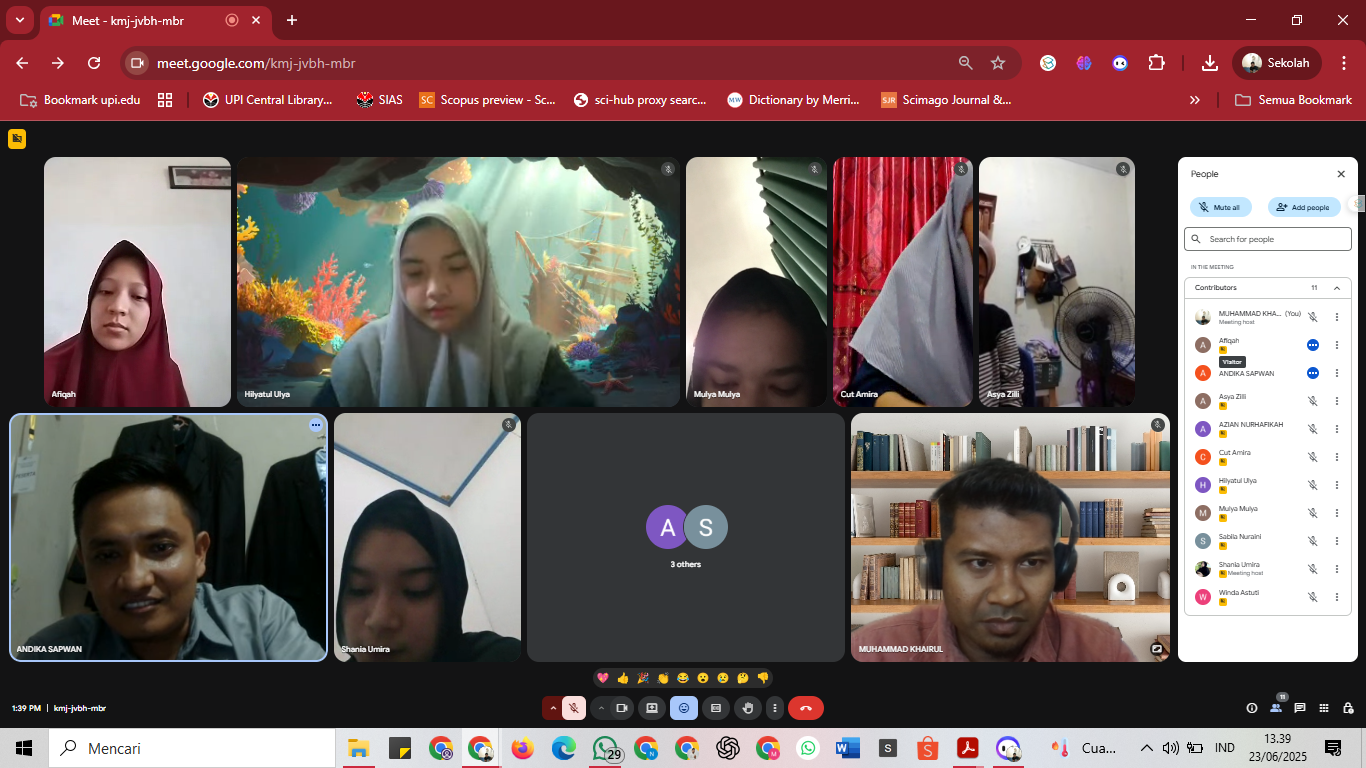 Meet - kmj-jvbh-mbr
meet.google.com/kmj-jvbh-mbr
Sekolah
Bookmark upi.edu
UPI Central Library...
SIAS
SC Scopus preview - Sc...
sci-hub proxy searc...
MW Dictionary by Merri...
SJR Scimago Journal &...
Semua Bookmark
Afiqah
Hilyatul Ulya
Mulya Mulya
Cut Amira
Asya Zilli
ANDIKA SAPWAN
Shania Umira
A S
3 others
MUHAMMAD KHAIRUL
People
Mute all
Add people
Search for people
IN THE MEETING
Contributors 11
MUHAMMAD KHA... (You)
Meeting host
A Afiqah
Visitor
A ANDIKA SAPWAN
A Asya Zilli
A AZIAN NURHAFIKAH
C Cut Amira
H Hilyatul Ulya
M Mulya Mulya
S Sabila Nuraini
Shania Umira
Meeting host
W Winda Astuti
1:39 PM | kmj-jvbh-mbr
11
Mencari
29
N
M
S
Cua...
IND
13.39
23/06/2025